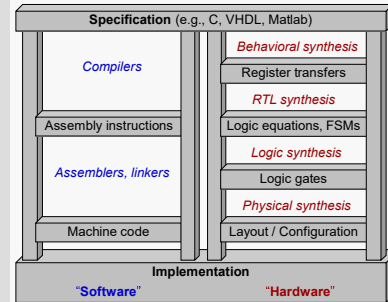 Specification (e.g., C, VHDL, Matlab)
Compilers
Assembly instructions
Assemblers, linkers
Machine code
Behavioral synthesis
Register transfers
RTL synthesis
Logic equations, FSMs
Logic synthesis
Logic gates
Physical synthesis
Layout / Configuration
Implementation
“Software” “Hardware”